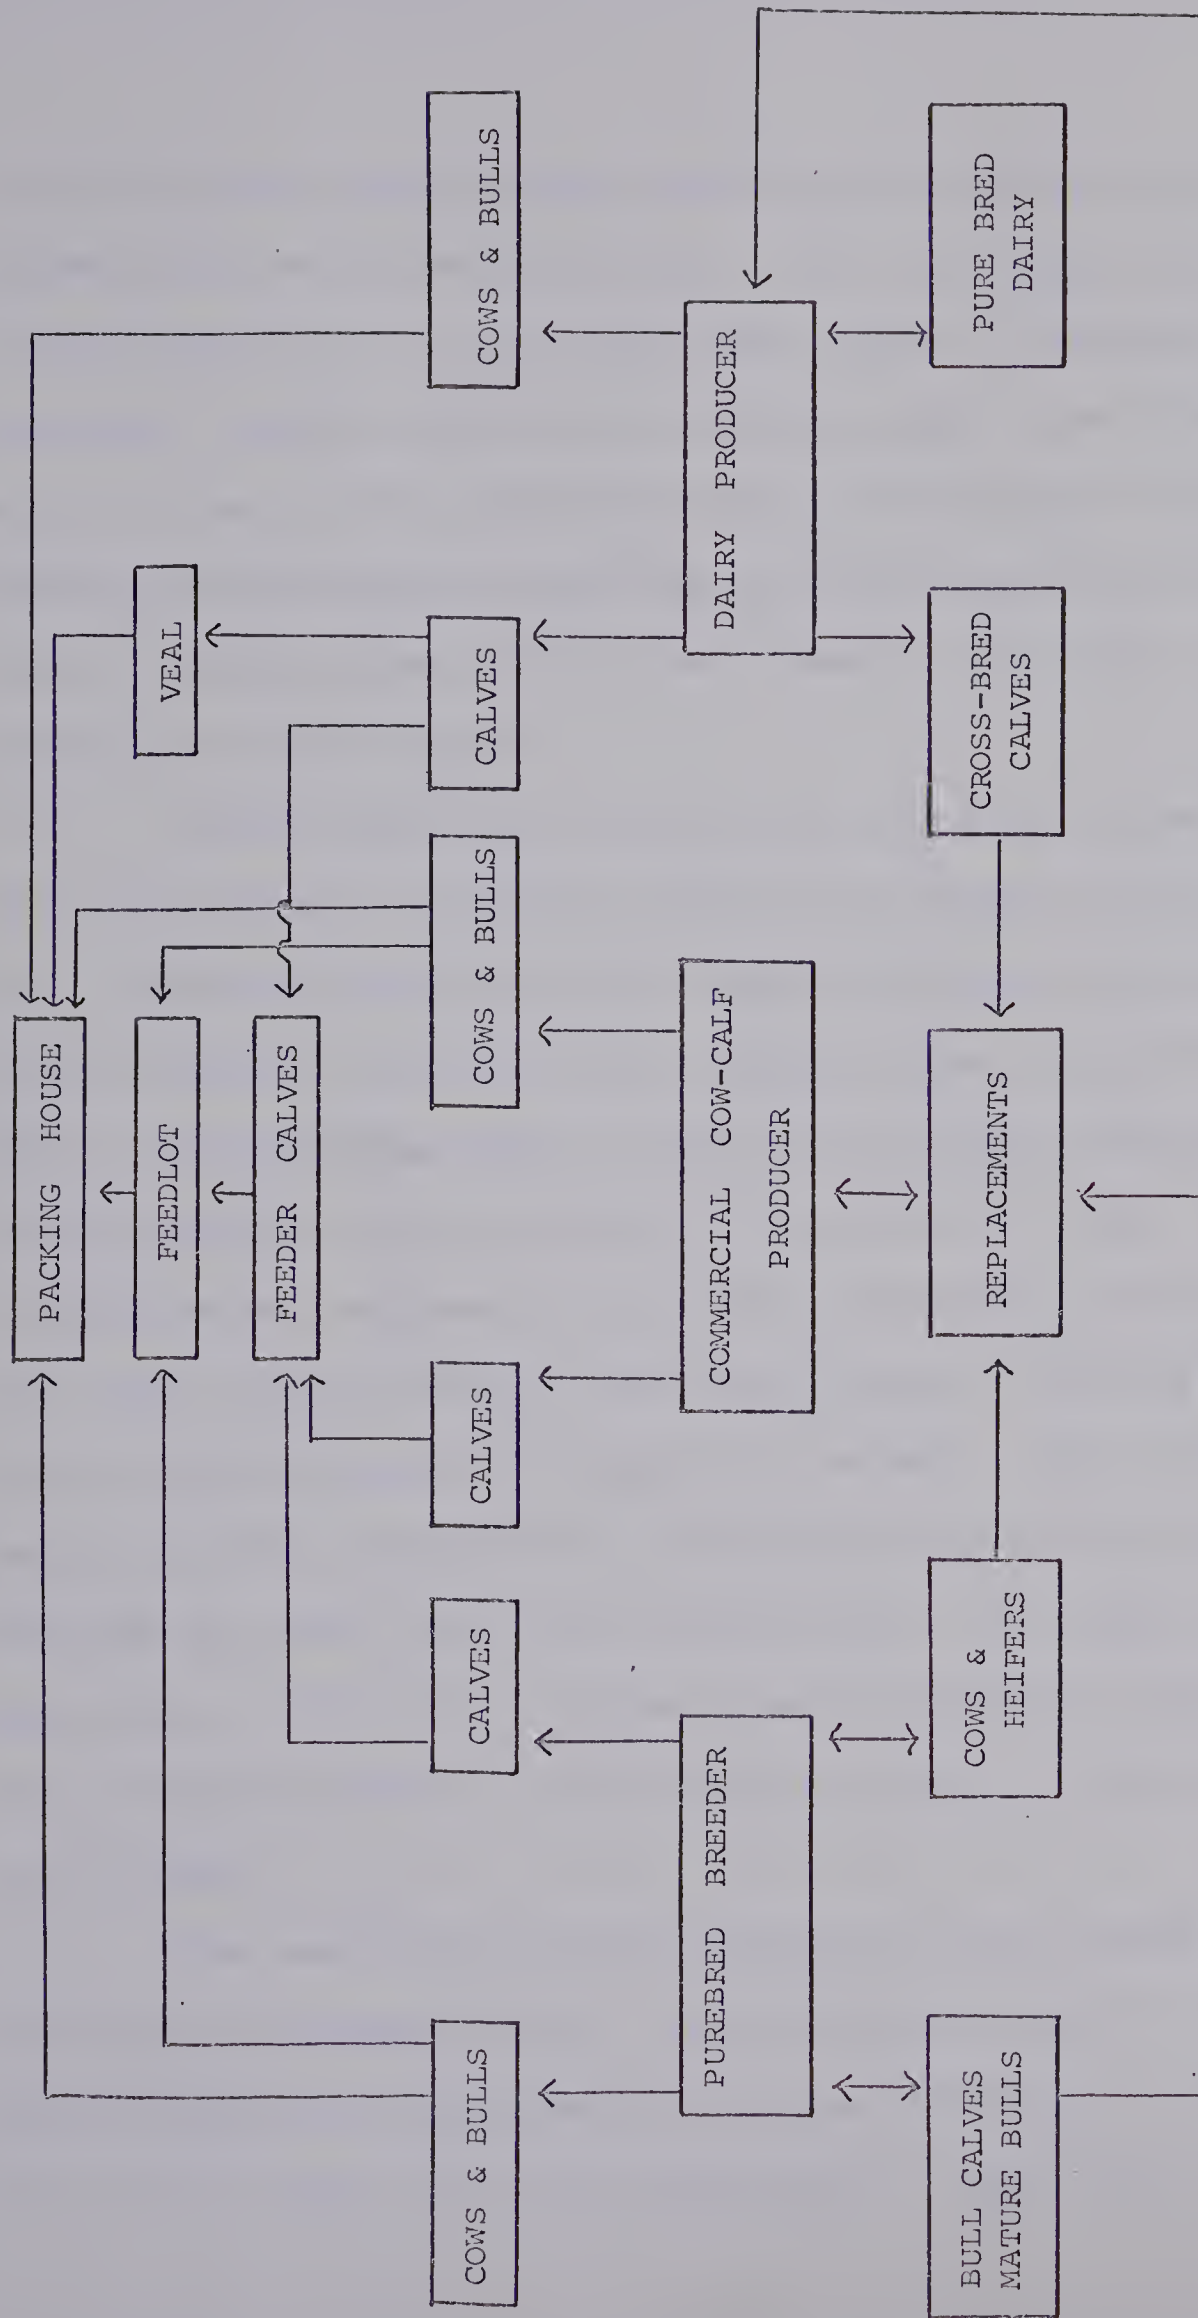 PACKING HOUSE
FEEDLOT
VEAL
FEEDER CALVES
COWS & BULLS
CALVES
CALVES
COWS & BULLS
CALVES
COWS & BULLS
PUREBRED BREEDER
COMMERCIAL COW-CALF
PRODUCER
DAIRY PRODUCER
BULL CALVES
MATURE BULLS
COWS &
HEIFERS
REPLACEMENTS
CROSS-BRED
CALVES
PURE BRED
DAIRY